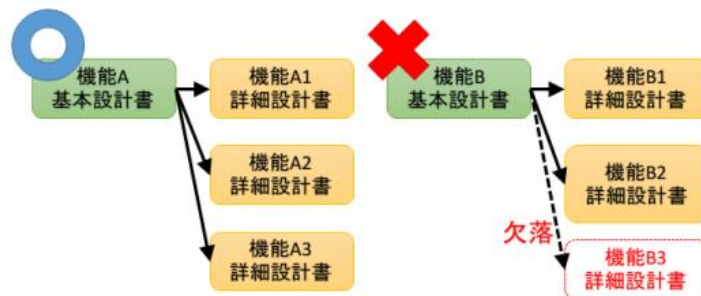 機能A
基本設計書
機能A1
詳細設計書
機能A2
詳細設計書
機能A3
詳細設計書
機能B
基本設計書
機能B1
詳細設計書
機能B2
詳細設計書
欠落
機能B3
詳細設計書